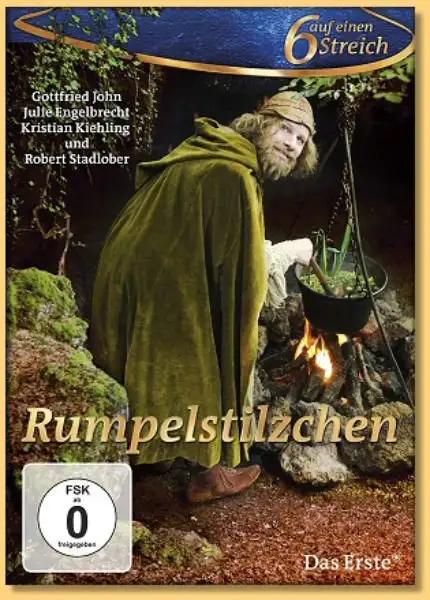 6 auf einen
Streich
Gottfried John
Julie Engelbrecht
Kristian Kiehling
und
Robert Stadlober
Rumpelstilzchen
FSK
ab
0
freigegeben
Das Erste®